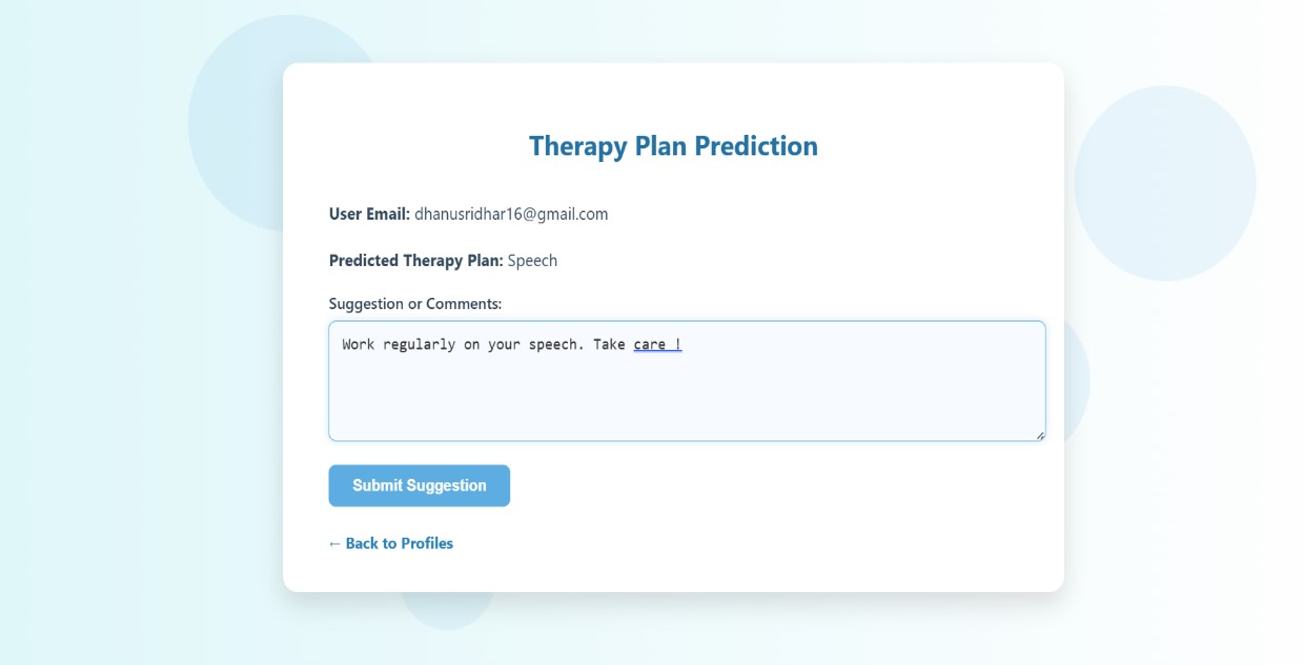 Therapy Plan Prediction
User Email: dhanusridhar16@gmail.com
Predicted Therapy Plan: Speech
Suggestion or Comments:
Work regularly on your speech. Take care !
Submit Suggestion
← Back to Profiles